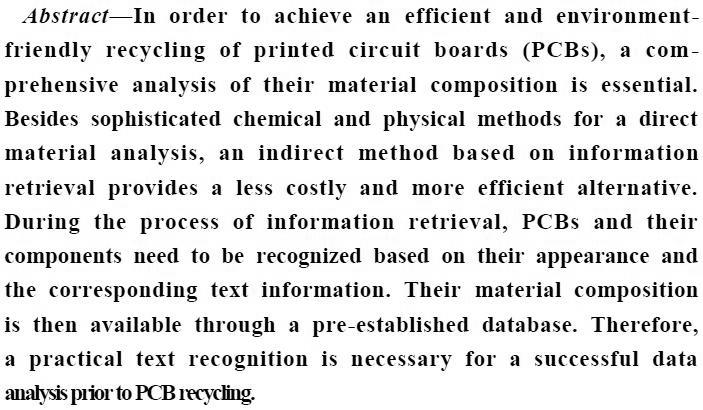 Abstract—In order to achieve an efficient and environment-
friendly recycling of printed circuit boards (PCBs), a com-
prehensive analysis of their material composition is essential.
Besides sophisticated chemical and physical methods for a direct
material analysis, an indirect method based on information
retrieval provides a less costly and more efficient alternative.
During the process of information retrieval, PCBs and their
components need to be recognized based on their appearance and
the corresponding text information. Their material composition
is then available through a pre-established database. Therefore,
a practical text recognition is necessary for a successful data
analysis prior to PCB recycling.